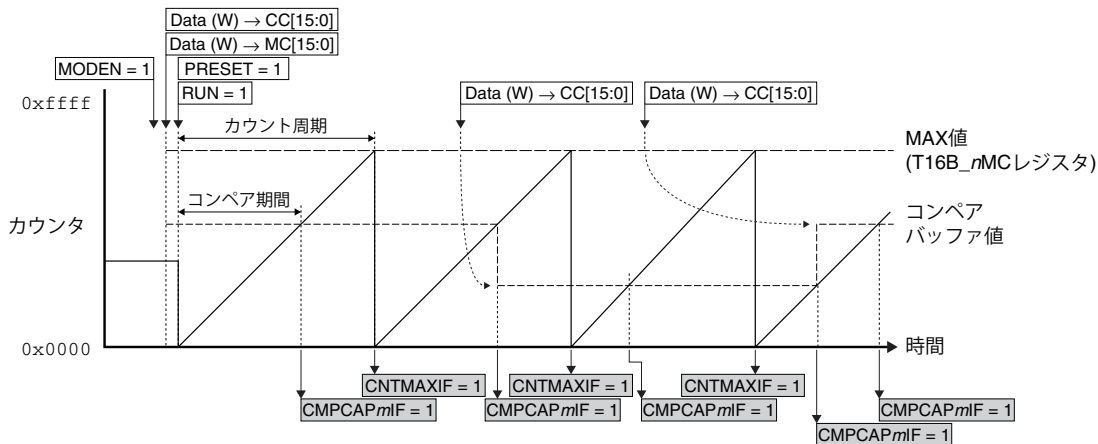 Data (W) → CC[15:0]
Data (W) → MC[15:0]
MODEN = 1
PRESET = 1
RUN = 1
Data (W) → CC[15:0]
Data (W) → CC[15:0]
0xffff
カウント周期
MAX値
(T16B_nMCレジスタ)
コンペア期間
カウンタ
コンペア
バッファ値
0x0000
時間
CNTMAXIF = 1
CNTMAXIF = 1
CNTMAXIF = 1
CMPCAPmIF = 1
CMPCAPmIF = 1
CMPCAPmIF = 1
CMPCAPmIF = 1
CMPCAPmIF = 1